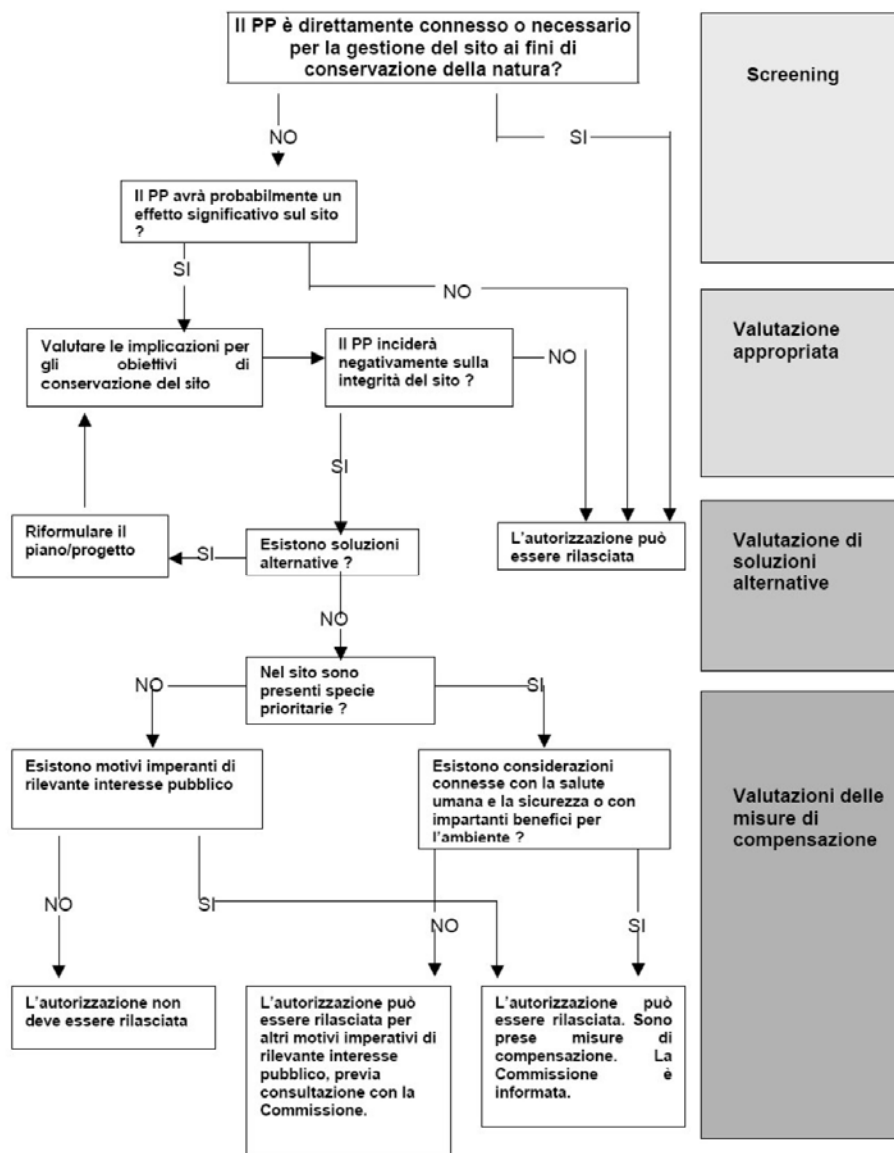 Il PP è direttamente connesso o necessario
per la gestione del sito ai fini di
conservazione della natura?
Screening
NO
SI
Il PP avrà probabilmente un
effetto significativo sul sito
?
SI
NO
Valutare le implicazioni per
gli obiettivi di
conservazione del sito
Il PP inciderà
negativamente sulla
integrità del sito ?
NO
Valutazione
appropriata
SI
Riformulare il
piano/progetto
SI
Esistono soluzioni
alternative ?
L'autorizzazione può
essere rilasciata
Valutazione di
soluzioni
alternative
NO
NO
Nel sito sono
presenti specie
prioritarie ?
SI
Esistono motivi imperanti di
rilevante interesse pubblico
Esistono considerazioni
connesse con la salute
umana e la sicurezza o con
impartanti benefici per
l'ambiente ?
Valutazioni delle
misure di
compensazione
NO
SI
NO
SI
L'autorizzazione non
deve essere rilasciata
L'autorizzazione può
essere rilasciata per
altri motivi imperativi di
rilevante interesse
pubblico, previa
consultazione con la
Commissione.
L'autorizzazione può
essere rilasciata. Sono
prese misure di
compensazione. La
Commissione è
informata.